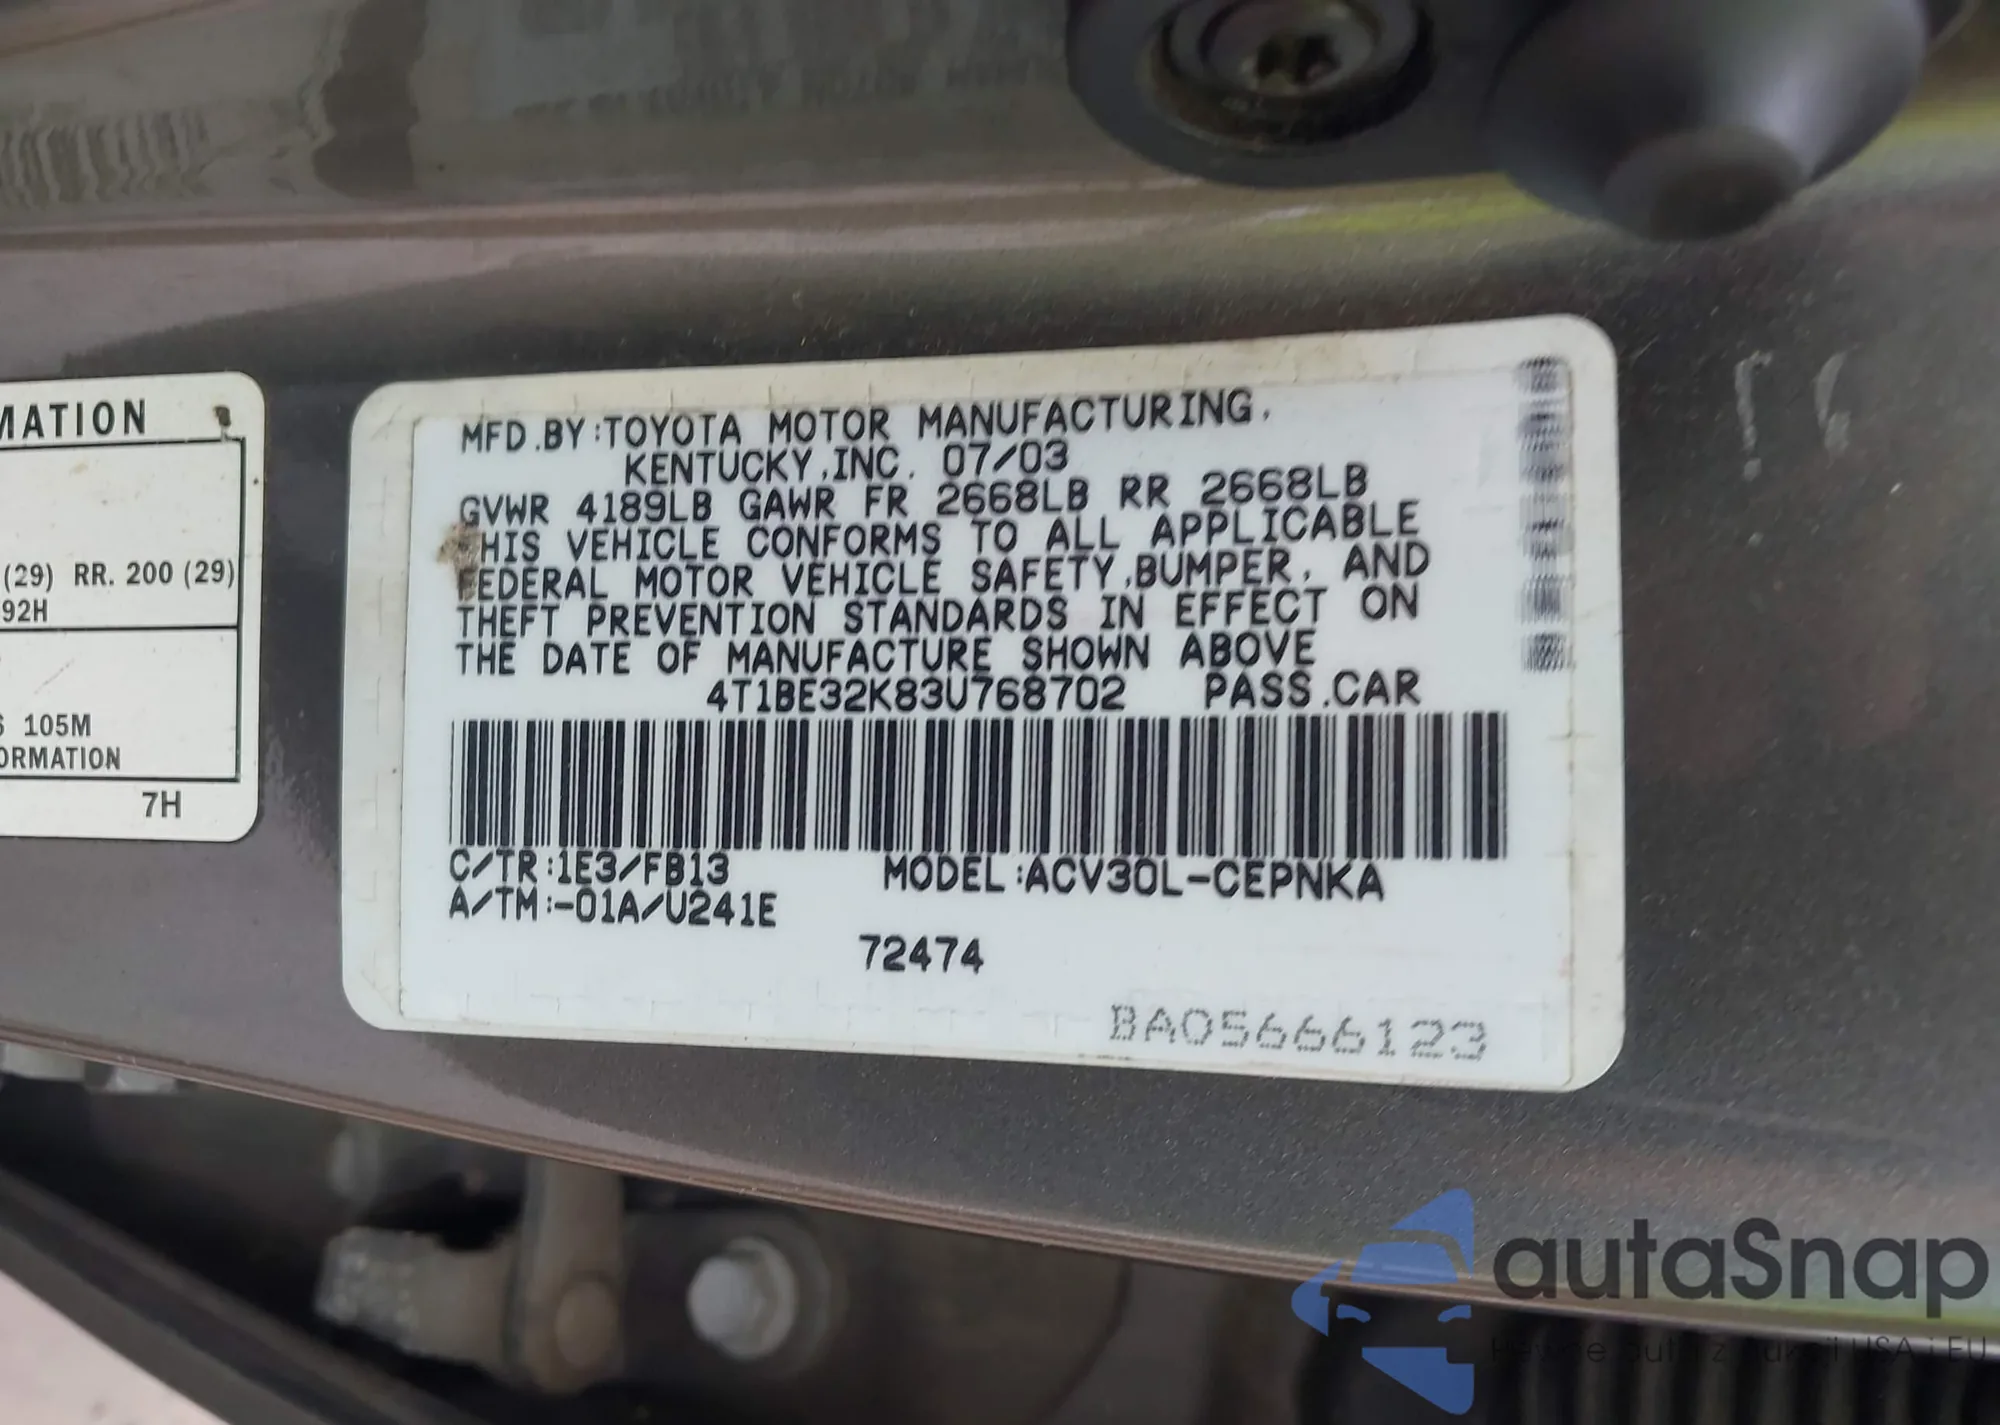 MATION
(29) RR. 200 (29)
92H
105M
ORMATION
7H
MFD.BY:TOYOTA MOTOR MANUFACTURING,
KENTUCKY,INC. 07/03
GVWR 4189LB GAWR FR 2668LB RR 2668LB
THIS VEHICLE CONFORMS TO ALL APPLICABLE
FEDERAL MOTOR VEHICLE SAFETY,BUMPER, AND
THEFT PREVENTION STANDARDS IN EFFECT ON
THE DATE OF MANUFACTURE SHOWN ABOVE
4T1BE32K83U768702 PASS.CAR
C/TR:1E3/FB13 MODEL:ACV30L-CEPNKA
A/TM:-01A/U241E
72474
BA05666123
autaSnap
USA i EU